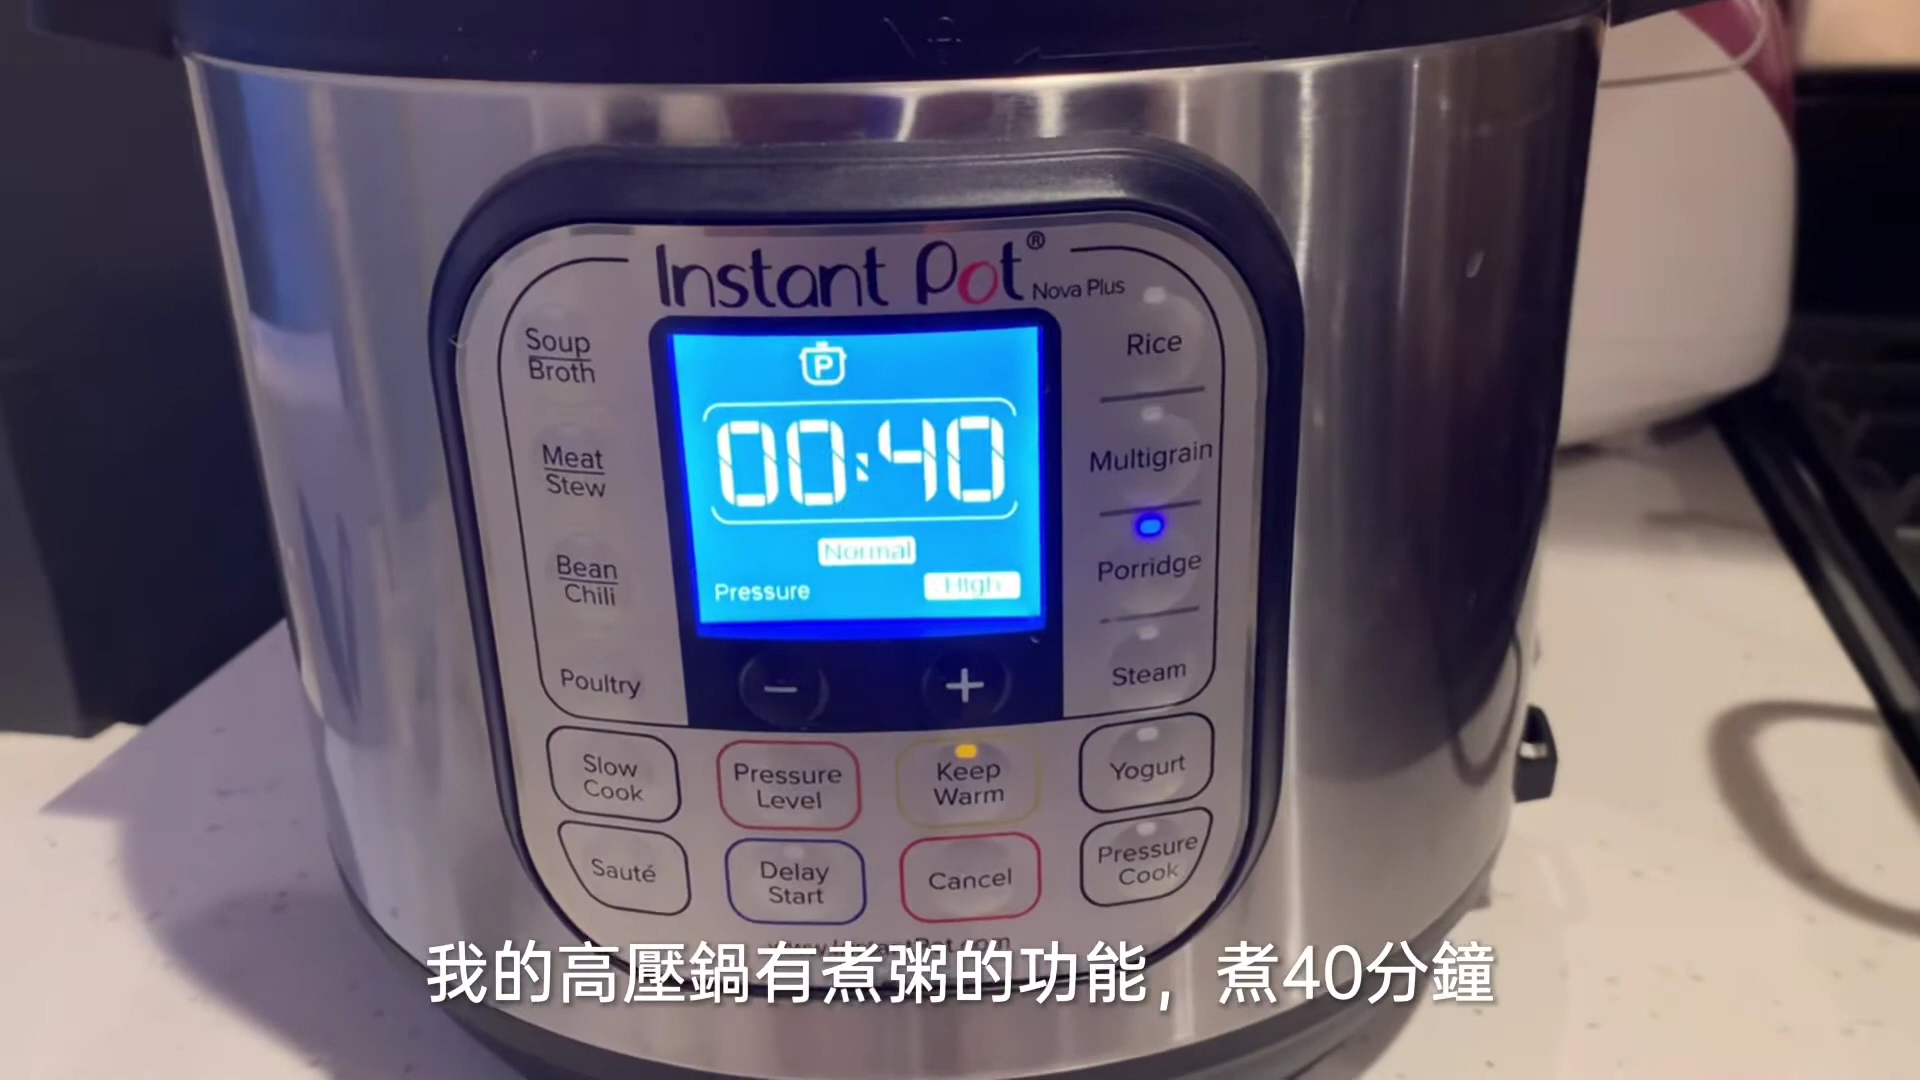 Instant Pot® Nova Plus
Soup
Broth
Meat
Stew
Bean
Chili
Poultry
P
00:40
Normal
Pressure High
− +
Rice
Multigrain
Porridge
Steam
Slow
Cook
Pressure
Level
Keep
Warm
Yogurt
Sauté
Delay
Start
Cancel
Pressure
Cook
我的高壓鍋有煮粥的功能，煮40分鐘